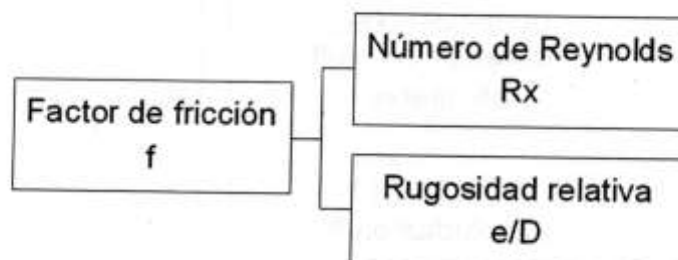 Número de Reynolds
Rx
Factor de fricción
f
Rugosidad relativa
e/D